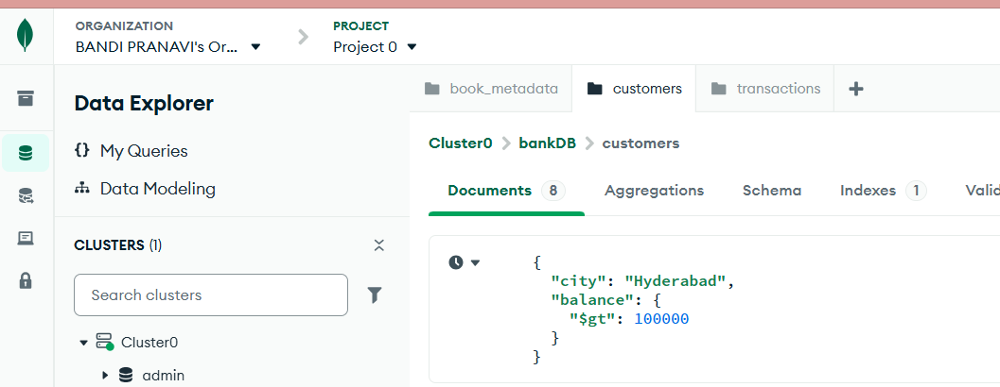 ORGANIZATION
BANDI PRANAVI's Or...
PROJECT
Project 0
Data Explorer
{} My Queries
Data Modeling
CLUSTERS (1)
Search clusters
Cluster0
admin
book_metadata
customers
transactions
+
Cluster0 > bankDB > customers
Documents 8
Aggregations
Schema
Indexes 1
Valid
{
"city": "Hyderabad",
"balance": {
"$gt": 100000
}
}